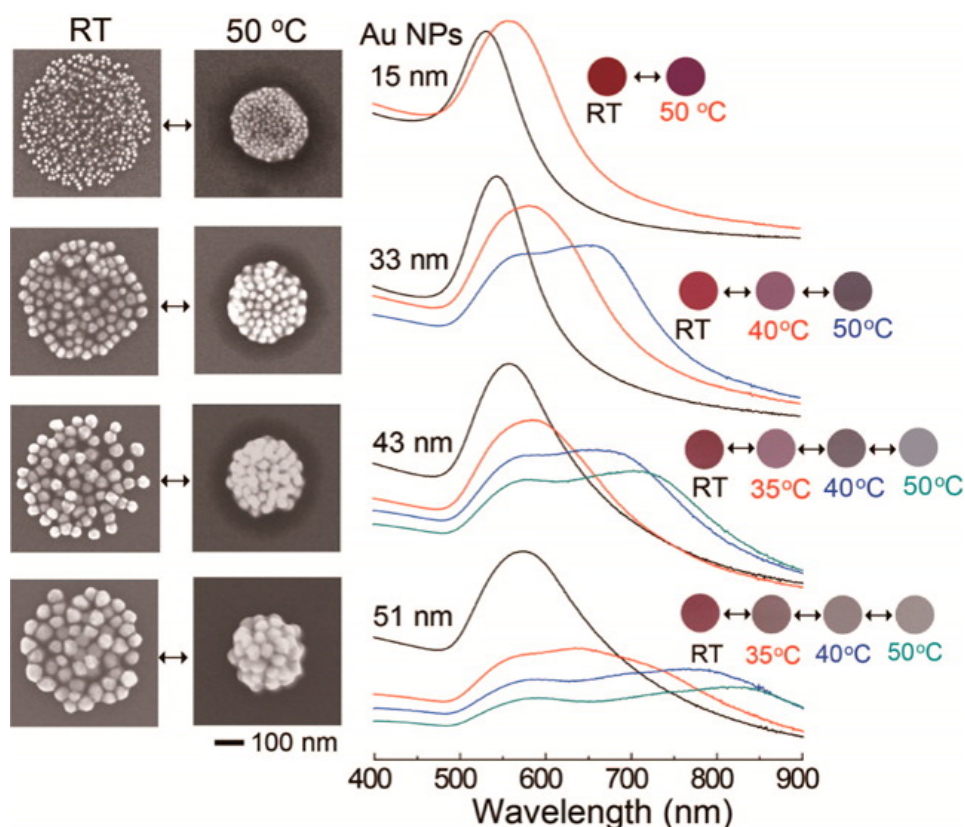 RT 50 °C Au NPs
15 nm
RT 50 °C
33 nm
RT 40°C 50°C
43 nm
RT 35°C 40°C 50°C
51 nm
RT 35°C 40°C 50°C
100 nm
400 500 600 700 800 900
Wavelength (nm)